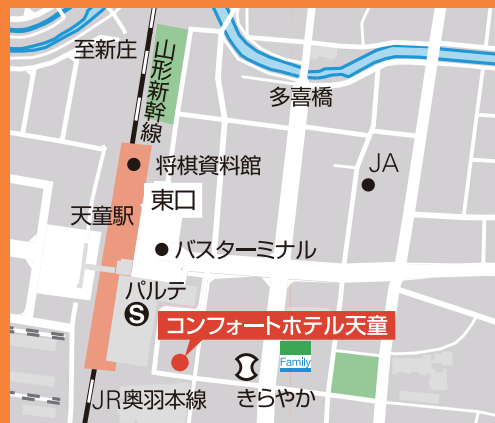 至新庄
山形新幹線
多喜橋
将棋資料館
JA
東口
天童駅
バスターミナル
パルテ
S
コンフォートホテル天童
Family
JR奥羽本線
きらやか